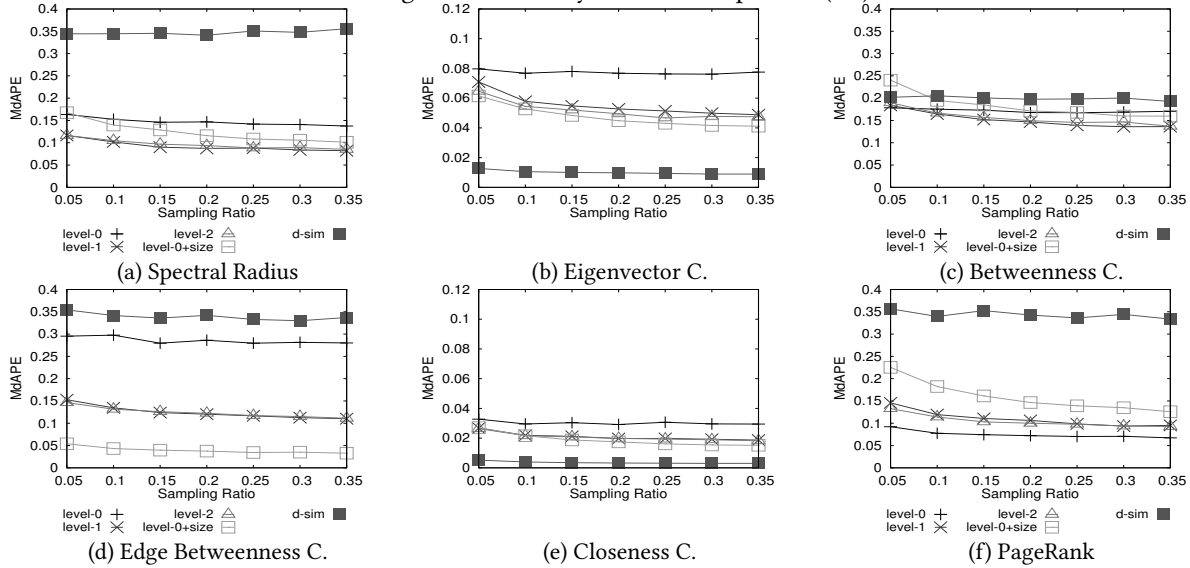 0.4 0.12 0.4
0.35 0.1 0.35
0.3 0.3
0.25 0.08 0.25
MdAPE 0.2 MdAPE 0.06 MdAPE 0.2
0.15 0.04 0.15
0.1 0.1
0.05 0.02 0.05
0 0 0
0.05 0.1 0.15 0.2 0.25 0.3 0.35 0.05 0.1 0.15 0.2 0.25 0.3 0.35 0.05 0.1 0.15 0.2 0.25 0.3 0.35
Sampling Ratio Sampling Ratio Sampling Ratio
level-0 level-2 d-sim level-0 level-2 d-sim level-0 level-2 d-sim
level-1 level-0+size level-1 level-0+size level-1 level-0+size
(a) Spectral Radius (b) Eigenvector C. (c) Betweenness C.
0.4 0.12 0.4
0.35 0.1 0.35
0.3 0.3
0.25 0.08 0.25
MdAPE 0.2 MdAPE 0.06 MdAPE 0.2
0.15 0.04 0.15
0.1 0.1
0.05 0.02 0.05
0 0 0
0.05 0.1 0.15 0.2 0.25 0.3 0.35 0.05 0.1 0.15 0.2 0.25 0.3 0.35 0.05 0.1 0.15 0.2 0.25 0.3 0.35
Sampling Ratio Sampling Ratio Sampling Ratio
level-0 level-2 d-sim level-0 level-2 d-sim level-0 level-2 d-sim
level-1 level-0+size level-1 level-0+size level-1 level-0+size
(d) Edge Betweenness C. (e) Closeness C. (f) PageRank